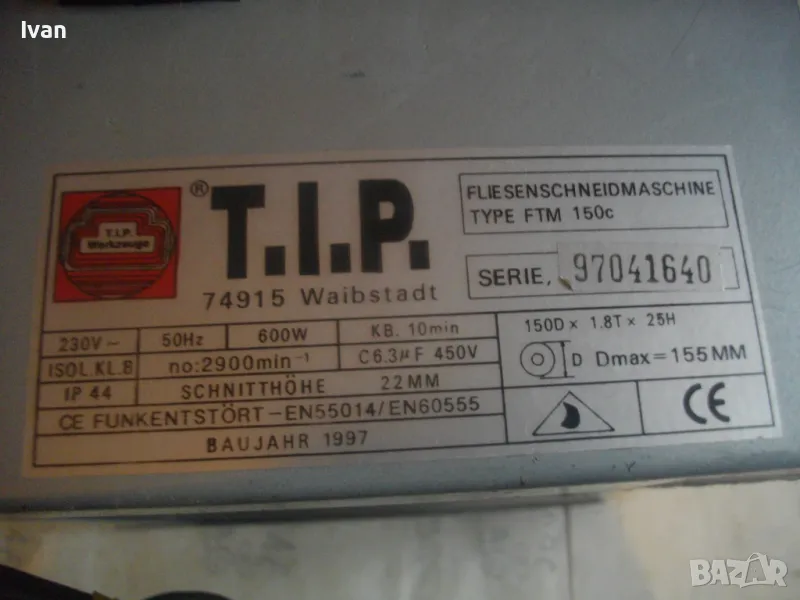 Ivan
T.I.P.
Werkzeuge
® T.I.P.
74915 Waibstadt
FLIESENSCHNEIDMASCHINE
TYPE FTM 150c
SERIE. 97041640
230V~ 50Hz 600W KB. 10min
ISOL.KL.8 no:2900min⁻¹ C6.3µF 450V
IP 44 SCHNITTHÖHE 22MM
CE FUNKENTSTÖRT-EN55014/EN60555
BAUJAHR 1997
150D x 1.8T x 25H
D Dmax=155MM
CE
BAZAR